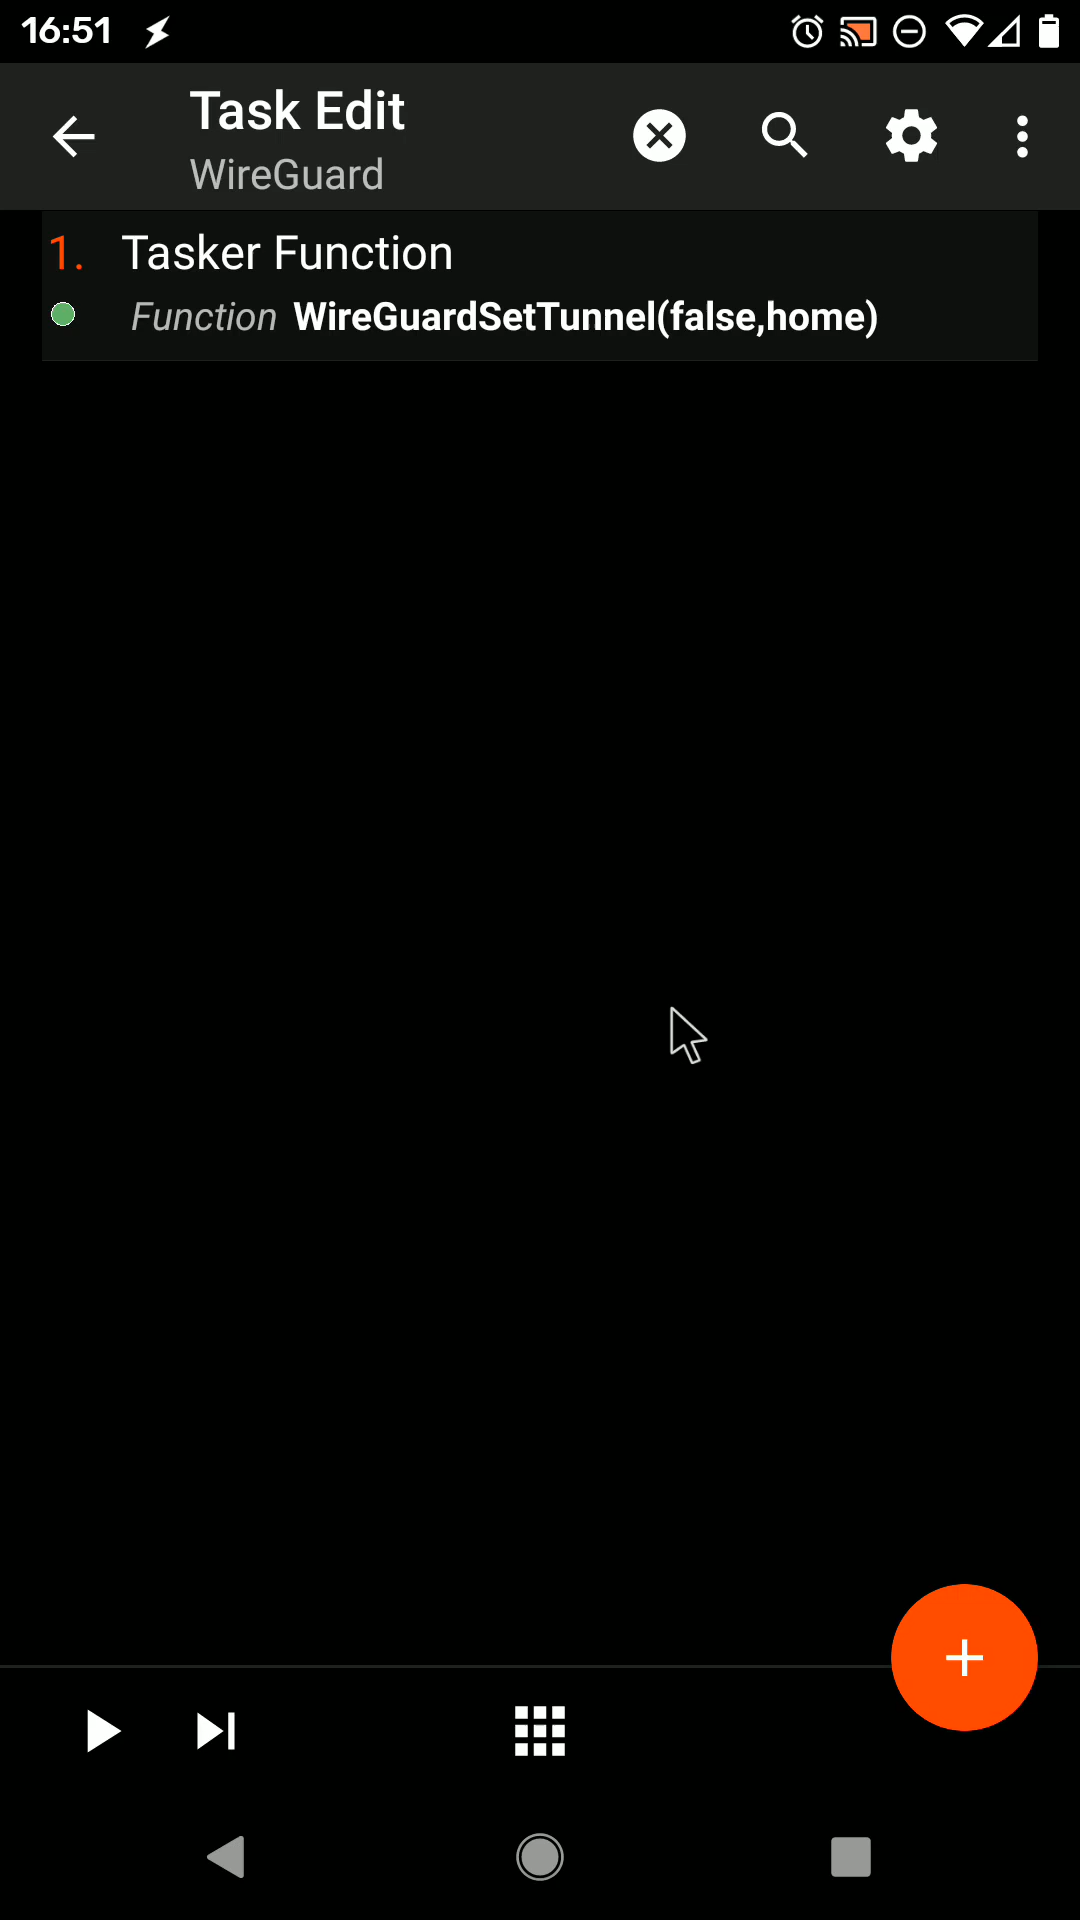 16:51
Task Edit
WireGuard
1. Tasker Function
Function WireGuardSetTunnel(false,home)